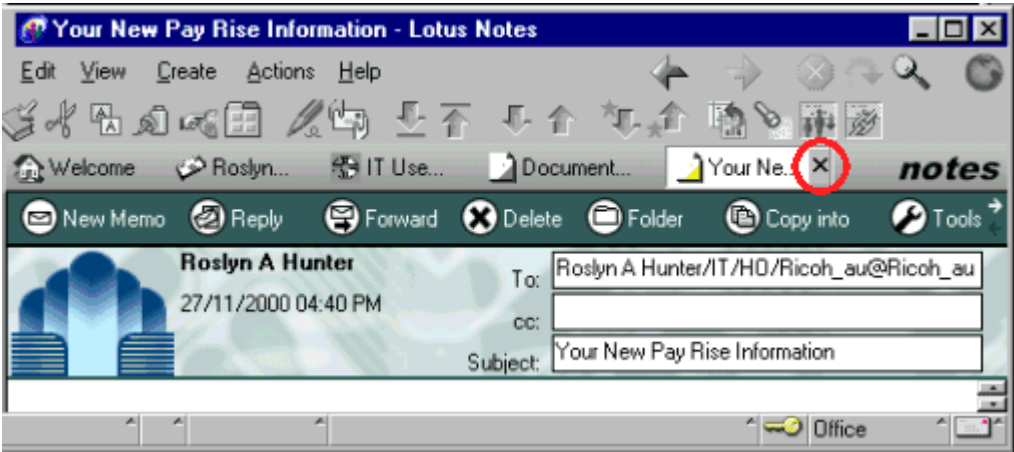 Your New Pay Rise Information - Lotus Notes
Edit View Create Actions Help
Welcome Roslyn... IT Use... Document... Your Ne... notes
New Memo Reply Forward Delete Folder Copy into Tools
Roslyn A Hunter
27/11/2000 04:40 PM
To: Roslyn A Hunter/IT/HO/Ricoh_au@Ricoh_au
cc:
Subject: Your New Pay Rise Information
Office